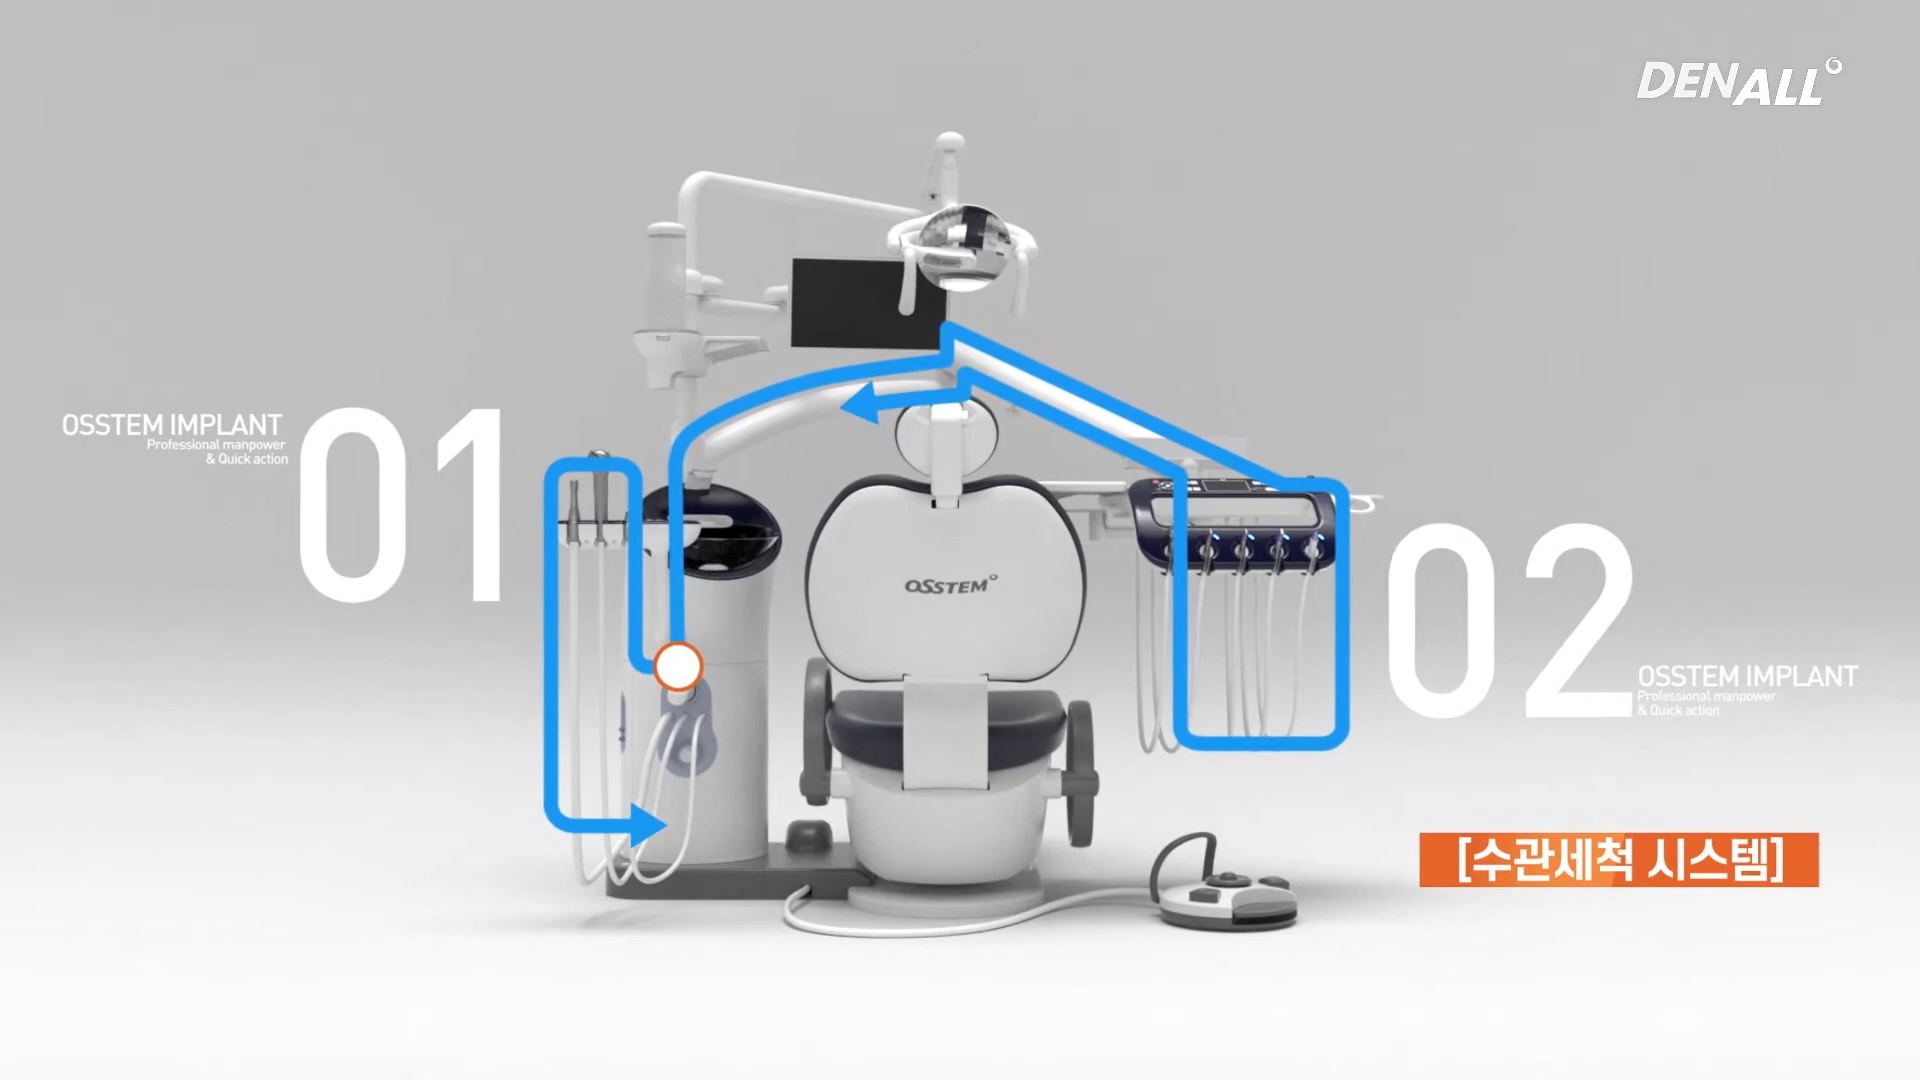 DENALL
OSSTEM IMPLANT
Professional manpower
& Quick action
01
OSSTEM
02
OSSTEM IMPLANT
Professional manpower
& Quick action
[수관세척 시스템]